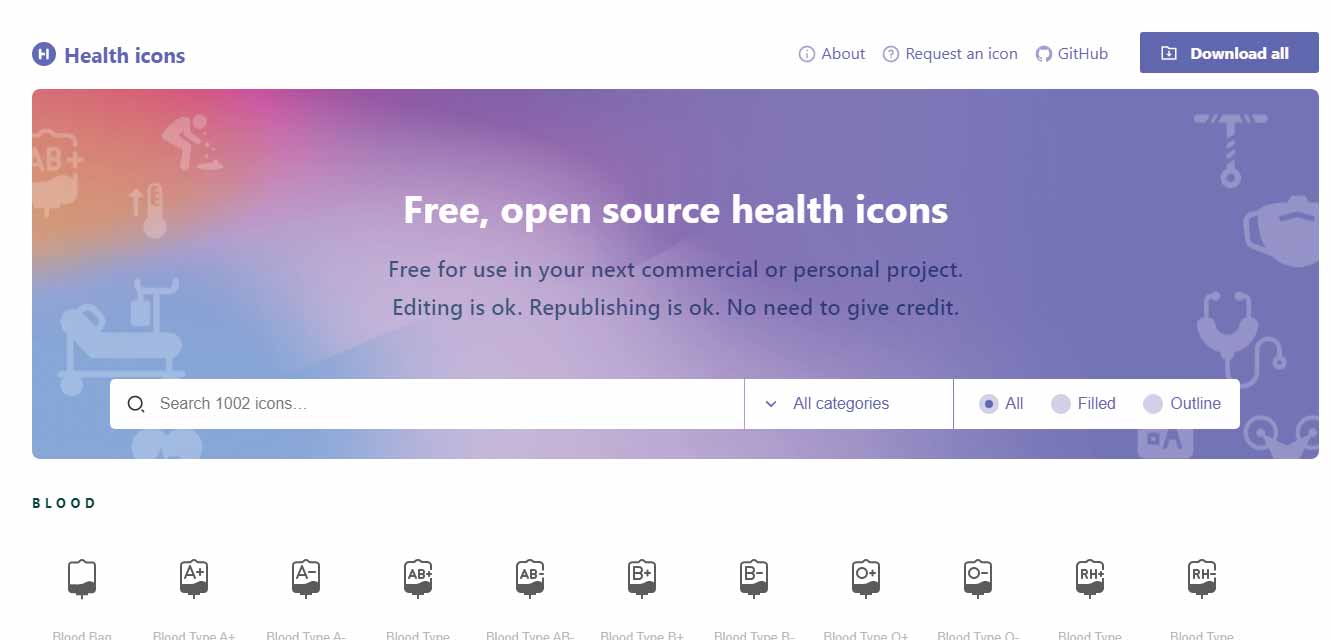 Health icons
About
Request an icon
GitHub
Download all
AB+
Free, open source health icons
Free for use in your next commercial or personal project.
Editing is ok. Republishing is ok. No need to give credit.
Search 1002 icons...
All categories
All
Filled
Outline
BLOOD
A+
A-
AB+
AB-
B+
B-
O+
O-
RH+
RH-
Blood Bag
Blood Type A+
Blood Type A-
Blood Type
Blood Type AB-
Blood Type B+
Blood Type B-
Blood Type O+
Blood Type O-
Blood Type
Blood Type